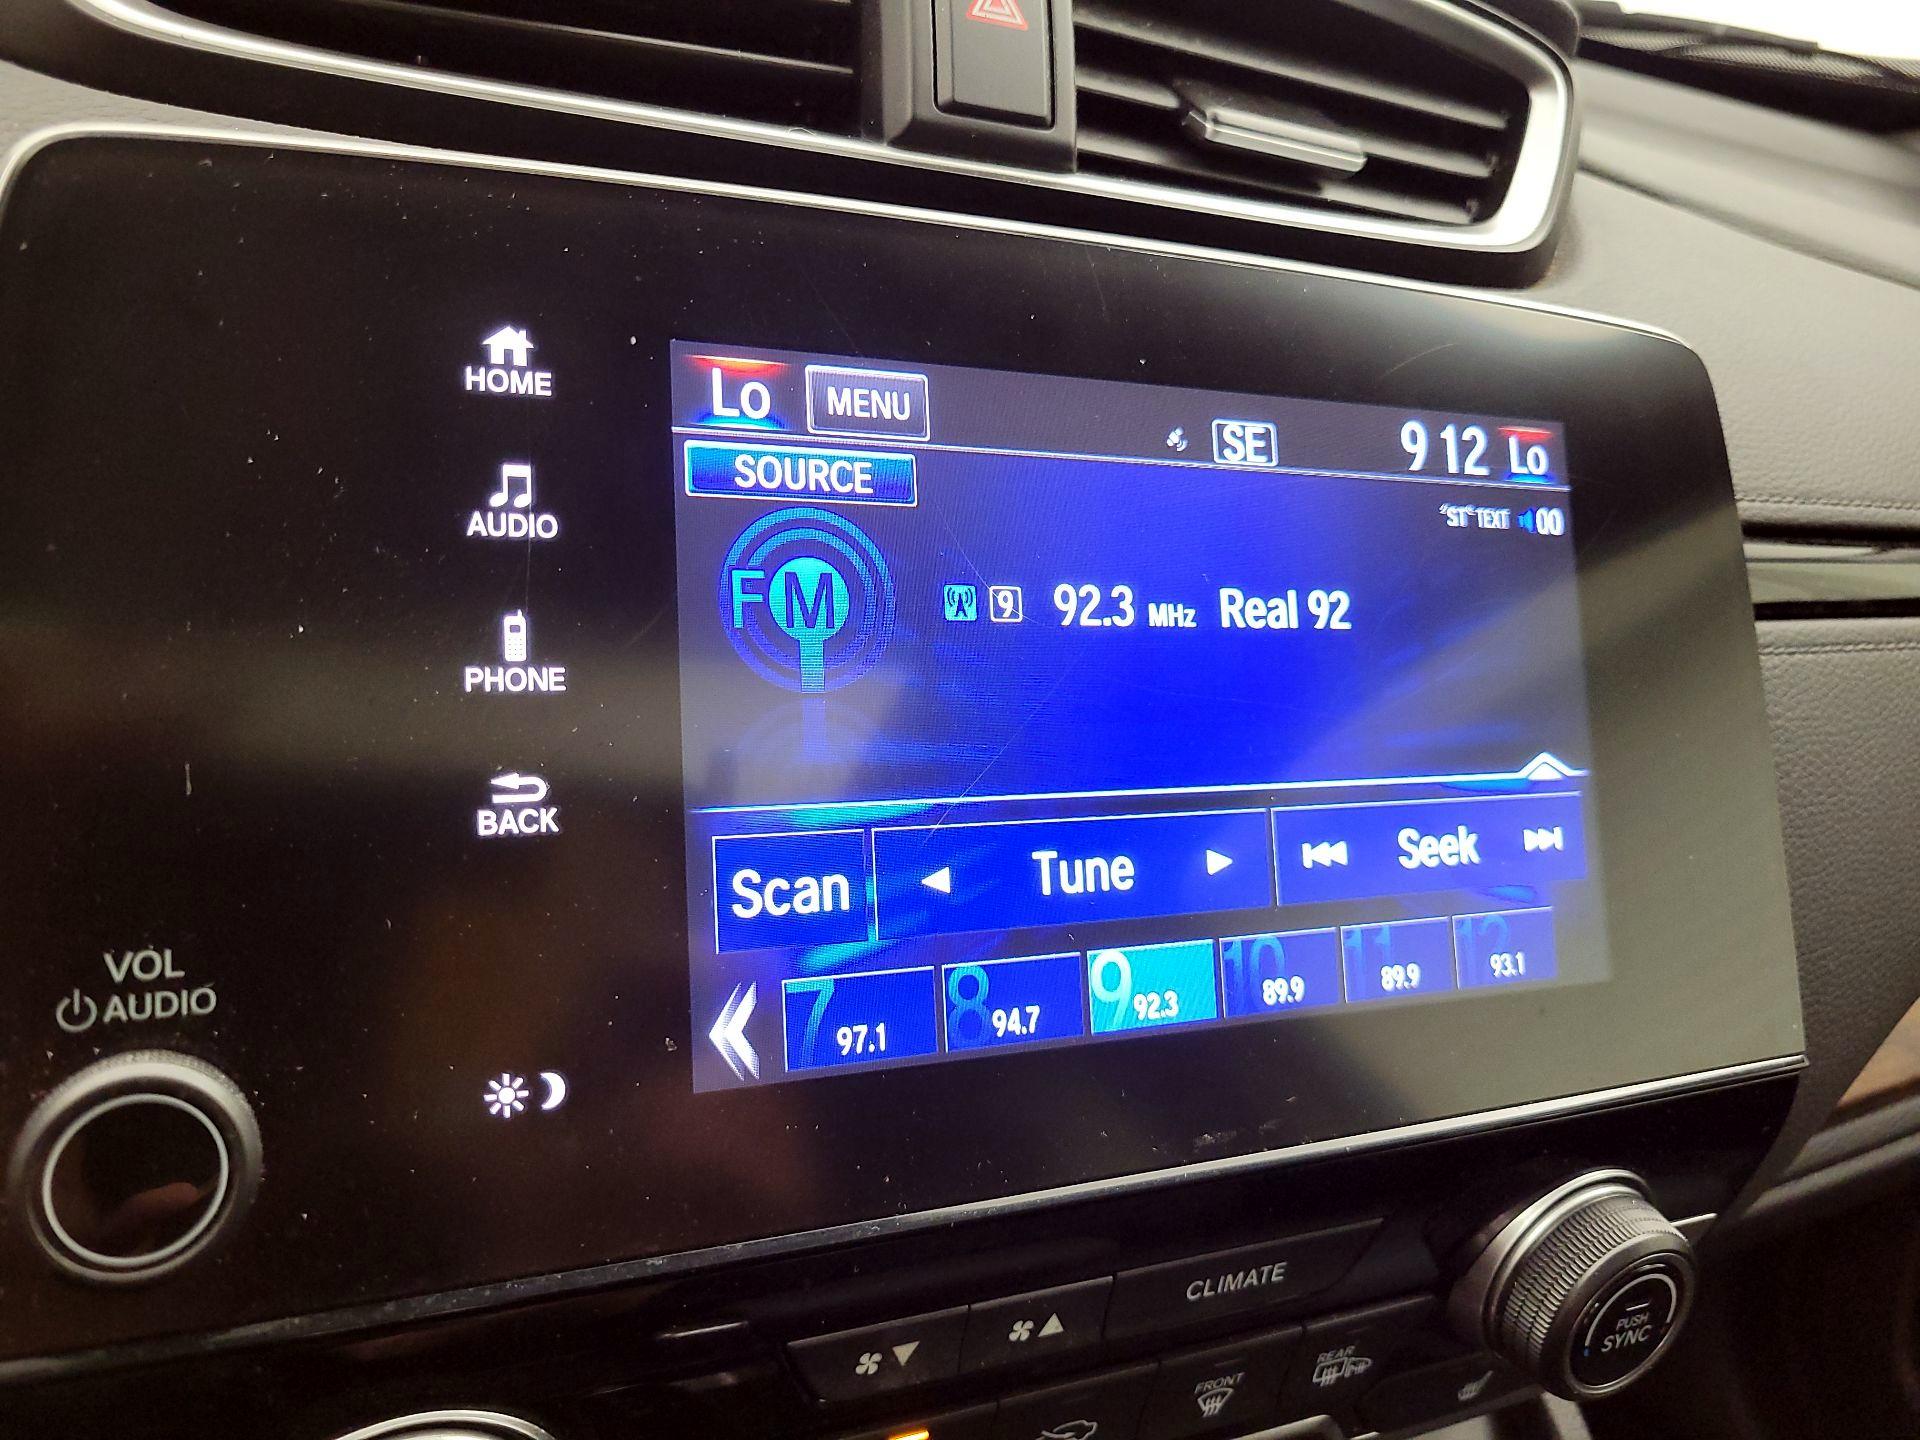 Lo
MENU
SE
9 12
Lo
SOURCE
"ST" TEXT
00
FM
9
92.3 MHz Real 92
HOME
AUDIO
PHONE
BACK
Scan
Tune
Seek
7
97.1
8
94.7
9
92.3
10
89.9
11
89.9
12
93.1
VOL
AUDIO
CLIMATE
PUSH
SYNC
FRONT
REAR